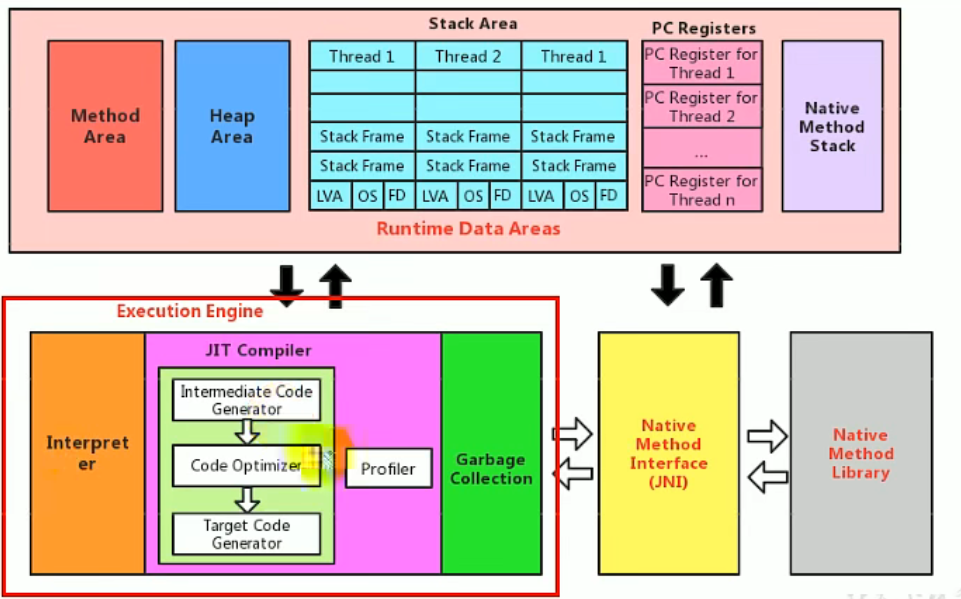 Stack Area
PC Registers
Method
Area
Heap
Area
Thread 1
Thread 2
Thread 1
Stack Frame
Stack Frame
Stack Frame
Stack Frame
Stack Frame
Stack Frame
LVA
OS
FD
LVA
OS
FD
LVA
OS
FD
PC Register for
Thread 1
PC Register for
Thread 2
...
PC Register for
Thread n
Native
Method
Stack
Runtime Data Areas
Execution Engine
Interpret
er
JIT Compiler
Intermediate Code
Generator
Code Optimizer
Target Code
Generator
Profiler
Garbage
Collection
Native
Method
Interface
(JNI)
Native
Method
Library